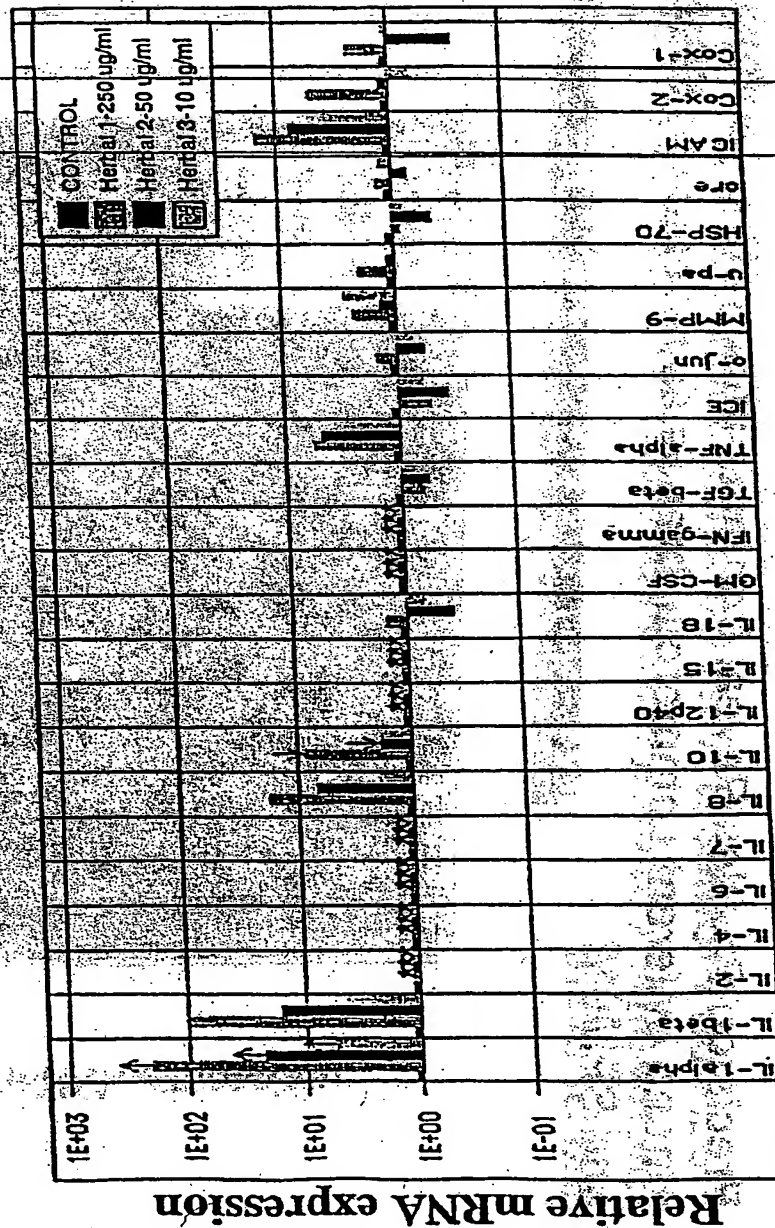 CONTROL
Herbal 1-250 ug/ml
Herbal 2-50 ug/ml
Herbal 3-10 ug/ml
1E+03
1E+02
1E+01
1E+00
1E-01
Relative mRNA expression
IL-1alpha
IL-1beta
IL-2
IL-4
IL-6
IL-7
IL-8
IL-10
IL-12p40
IL-15
IL-18
GM-CSF
IFN-gamma
TGF-beta
TNF-alpha
ICE
c-jun
MMP-9
u-pa
HSP-70
ICAM
Cox-2
Cox-1